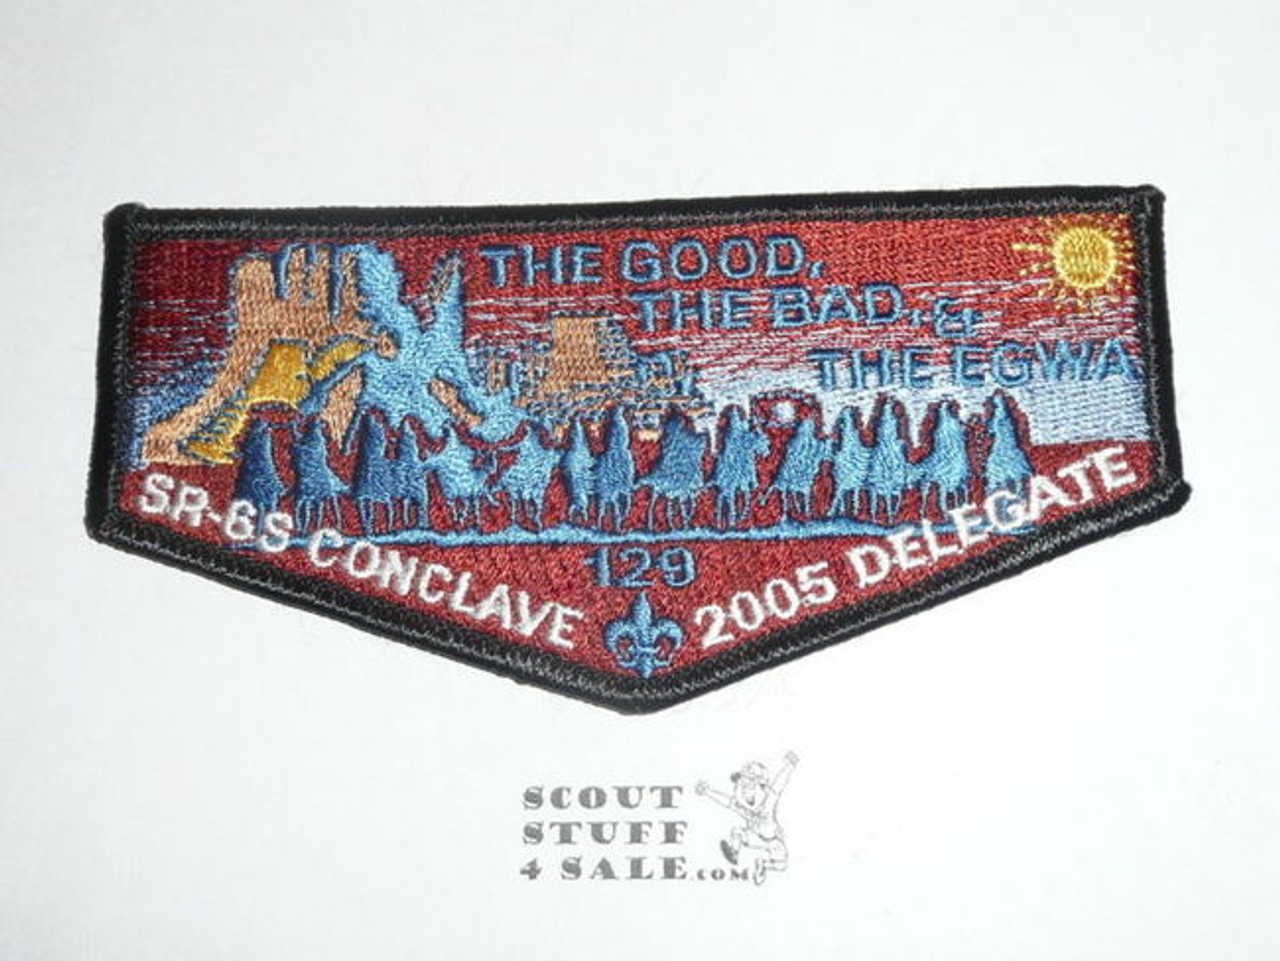 THE GOOD,
THE BAD, &
THE EGWA
SR-6S CONCLAVE
129
2005 DELEGATE
SCOUT
STUFF
4 SALE.COM